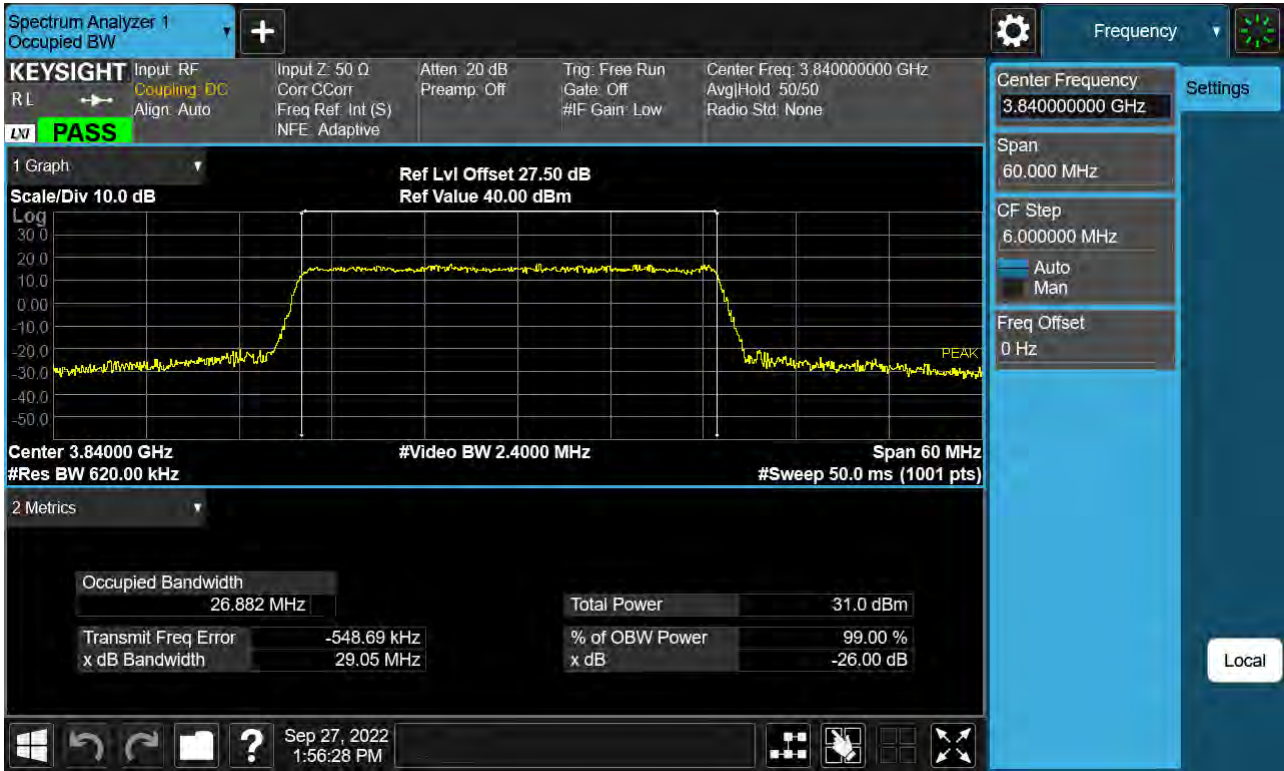 Spectrum Analyzer 1
Occupied BW
Frequency
KEYSIGHT
RL
LXI
PASS
Input: RF
Coupling: DC
Align: Auto
Input Z: 50 Ω
Corr CCorr
Freq Ref: Int (S)
NFE: Adaptive
Atten: 20 dB
Preamp: Off
Trig: Free Run
Gate: Off
#IF Gain: Low
Center Freq: 3.840000000 GHz
Avg|Hold: 50/50
Radio Std: None
Center Frequency
3.840000000 GHz
Settings
Span
60.000 MHz
CF Step
6.000000 MHz
Auto
Man
Freq Offset
0 Hz
Local
1 Graph
Scale/Div 10.0 dB
Ref Lvl Offset 27.50 dB
Ref Value 40.00 dBm
Log
30.0
20.0
10.0
0.00
-10.0
-20.0
-30.0
-40.0
-50.0
PEAK
Center 3.84000 GHz
#Res BW 620.00 kHz
#Video BW 2.4000 MHz
Span 60 MHz
#Sweep 50.0 ms (1001 pts)
2 Metrics
Occupied Bandwidth
26.882 MHz
Total Power 31.0 dBm
Transmit Freq Error -548.69 kHz
% of OBW Power 99.00 %
x dB Bandwidth 29.05 MHz
x dB -26.00 dB
?
Sep 27, 2022
1:56:28 PM